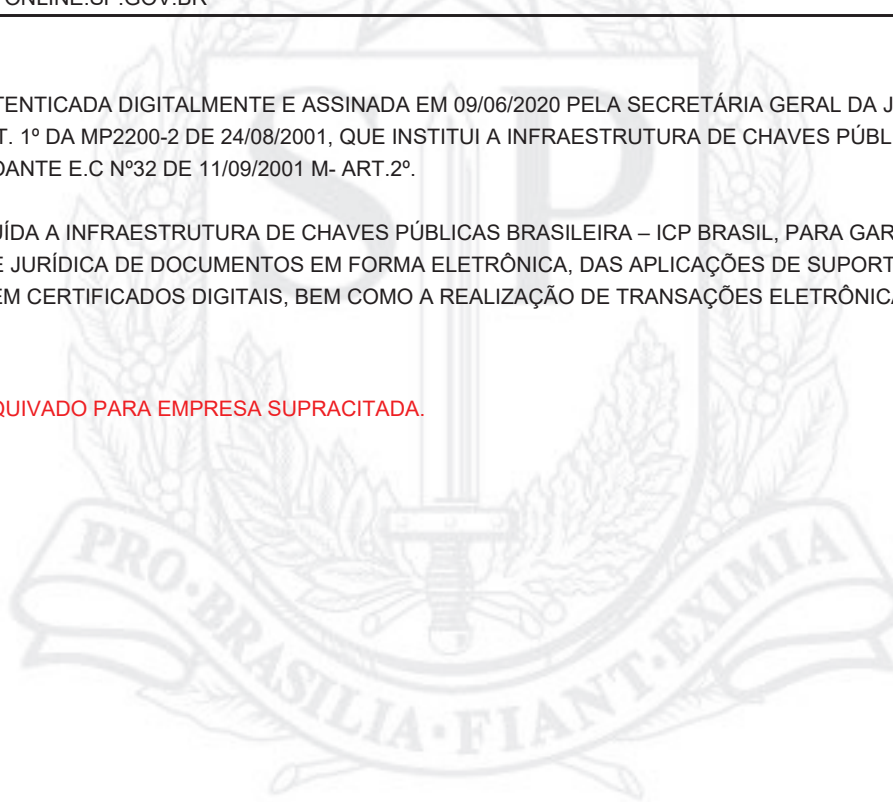 ONLINE.SP.GOV.BR
TENTICADA DIGITALMENTE E ASSINADA EM 09/06/2020 PELA SECRETÁRIA GERAL DA J
T. 1º DA MP2200-2 DE 24/08/2001, QUE INSTITUI A INFRAESTRUTURA DE CHAVES PÚBL
DANTE E.C Nº32 DE 11/09/2001 M- ART.2º.
ÍDA A INFRAESTRUTURA DE CHAVES PÚBLICAS BRASILEIRA – ICP BRASIL, PARA GAR
E JURÍDICA DE DOCUMENTOS EM FORMA ELETRÔNICA, DAS APLICAÇÕES DE SUPORT
EM CERTIFICADOS DIGITAIS, BEM COMO A REALIZAÇÃO DE TRANSAÇÕES ELETRÔNICA
QUIVADO PARA EMPRESA SUPRACITADA.
SP
PRO·BRASILIA·FIANT·EXIMIA